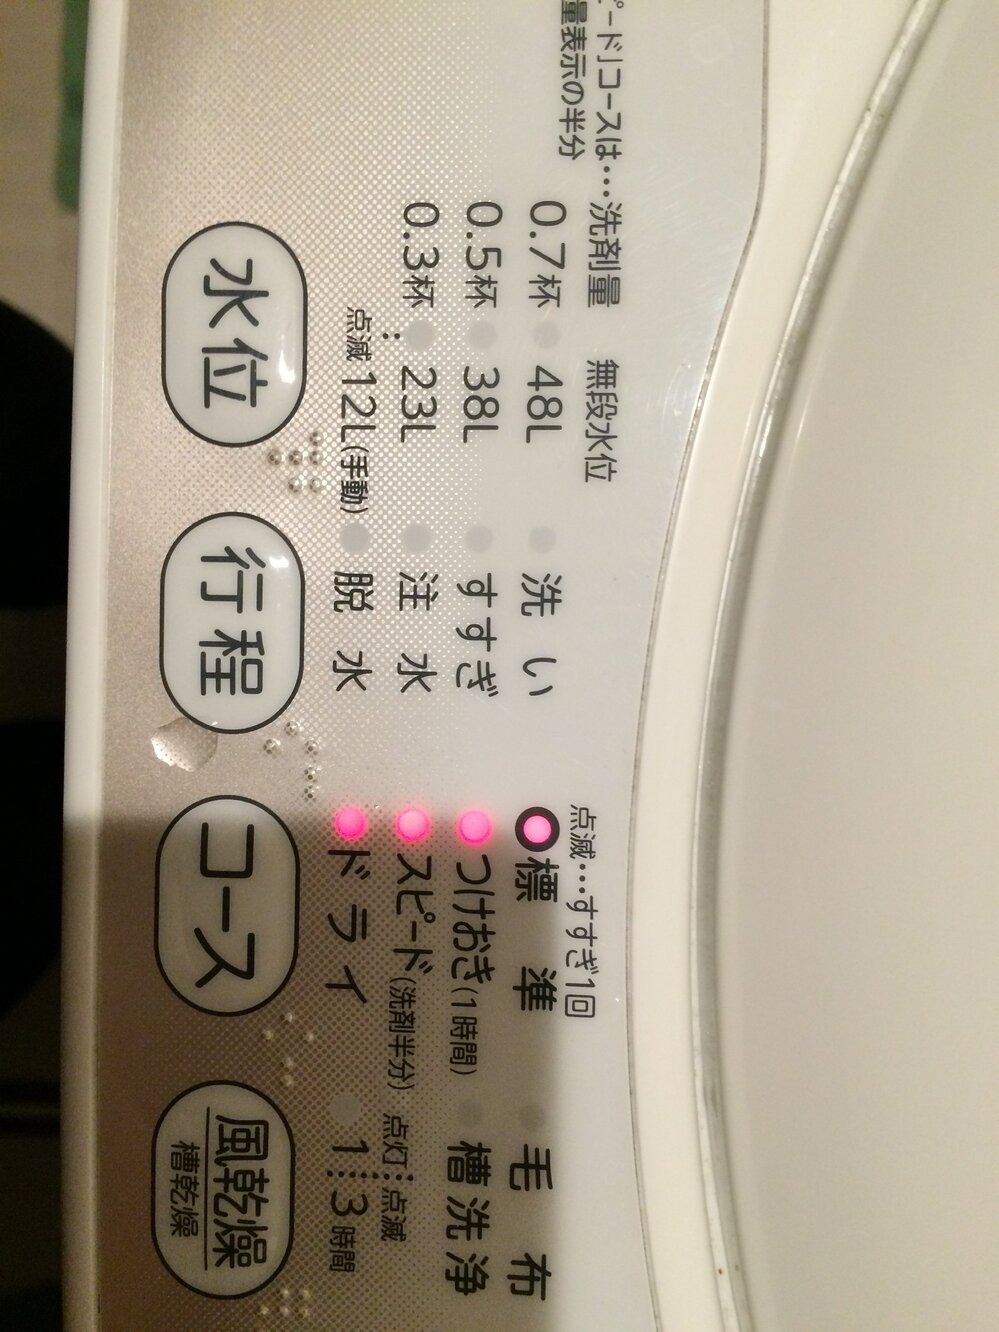 ピード」コースは…洗剤量 無段水位
量表示の半分
点滅…すすぎ1回
0.7杯 48L 洗い 標準 毛布
0.5杯 38L すすぎ つけおき(1時間) 槽洗浄
0.3杯 23L 注水 スピード(洗剤半分) 点灯 点滅
点滅 12L(手動) 脱水 ドライ 1 3時間
水位 行程 コース 風乾燥
槽乾燥